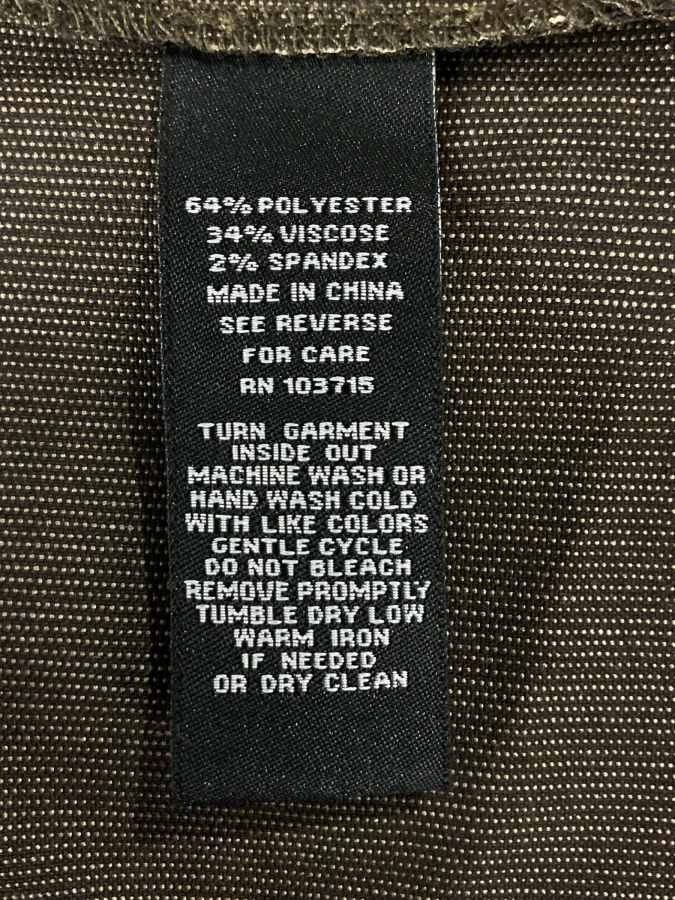 64% POLYESTER
34% VISCOSE
2% SPANDEX
MADE IN CHINA
SEE REVERSE
FOR CARE
RN 103715
TURN GARMENT
INSIDE OUT
MACHINE WASH OR
HAND WASH COLD
WITH LIKE COLORS
GENTLE CYCLE
DO NOT BLEACH
REMOVE PROMPTLY
TUMBLE DRY LOW
WARM IRON
IF NEEDED
OR DRY CLEAN